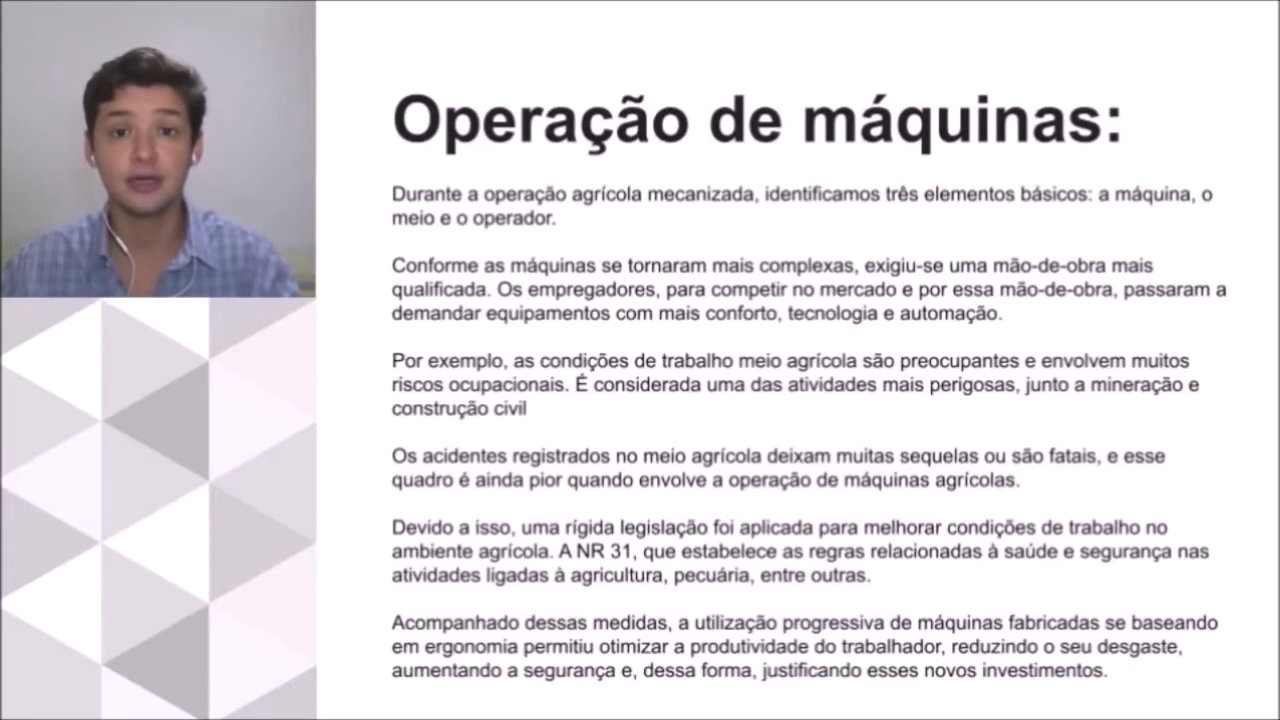 Operação de máquinas:
Durante a operação agrícola mecanizada, identificamos três elementos básicos: a máquina, o
meio e o operador.
Conforme as máquinas se tornaram mais complexas, exigiu-se uma mão-de-obra mais
qualificada. Os empregadores, para competir no mercado e por essa mão-de-obra, passaram a
demandar equipamentos com mais conforto, tecnologia e automação.
Por exemplo, as condições de trabalho meio agrícola são preocupantes e envolvem muitos
riscos ocupacionais. É considerada uma das atividades mais perigosas, junto a mineração e
construção civil
Os acidentes registrados no meio agrícola deixam muitas sequelas ou são fatais, e esse
quadro é ainda pior quando envolve a operação de máquinas agrícolas.
Devido a isso, uma rígida legislação foi aplicada para melhorar condições de trabalho no
ambiente agrícola. A NR 31, que estabelece as regras relacionadas à saúde e segurança nas
atividades ligadas à agricultura, pecuária, entre outras.
Acompanhado dessas medidas, a utilização progressiva de máquinas fabricadas se baseando
em ergonomia permitiu otimizar a produtividade do trabalhador, reduzindo o seu desgaste,
aumentando a segurança e, dessa forma, justificando esses novos investimentos.